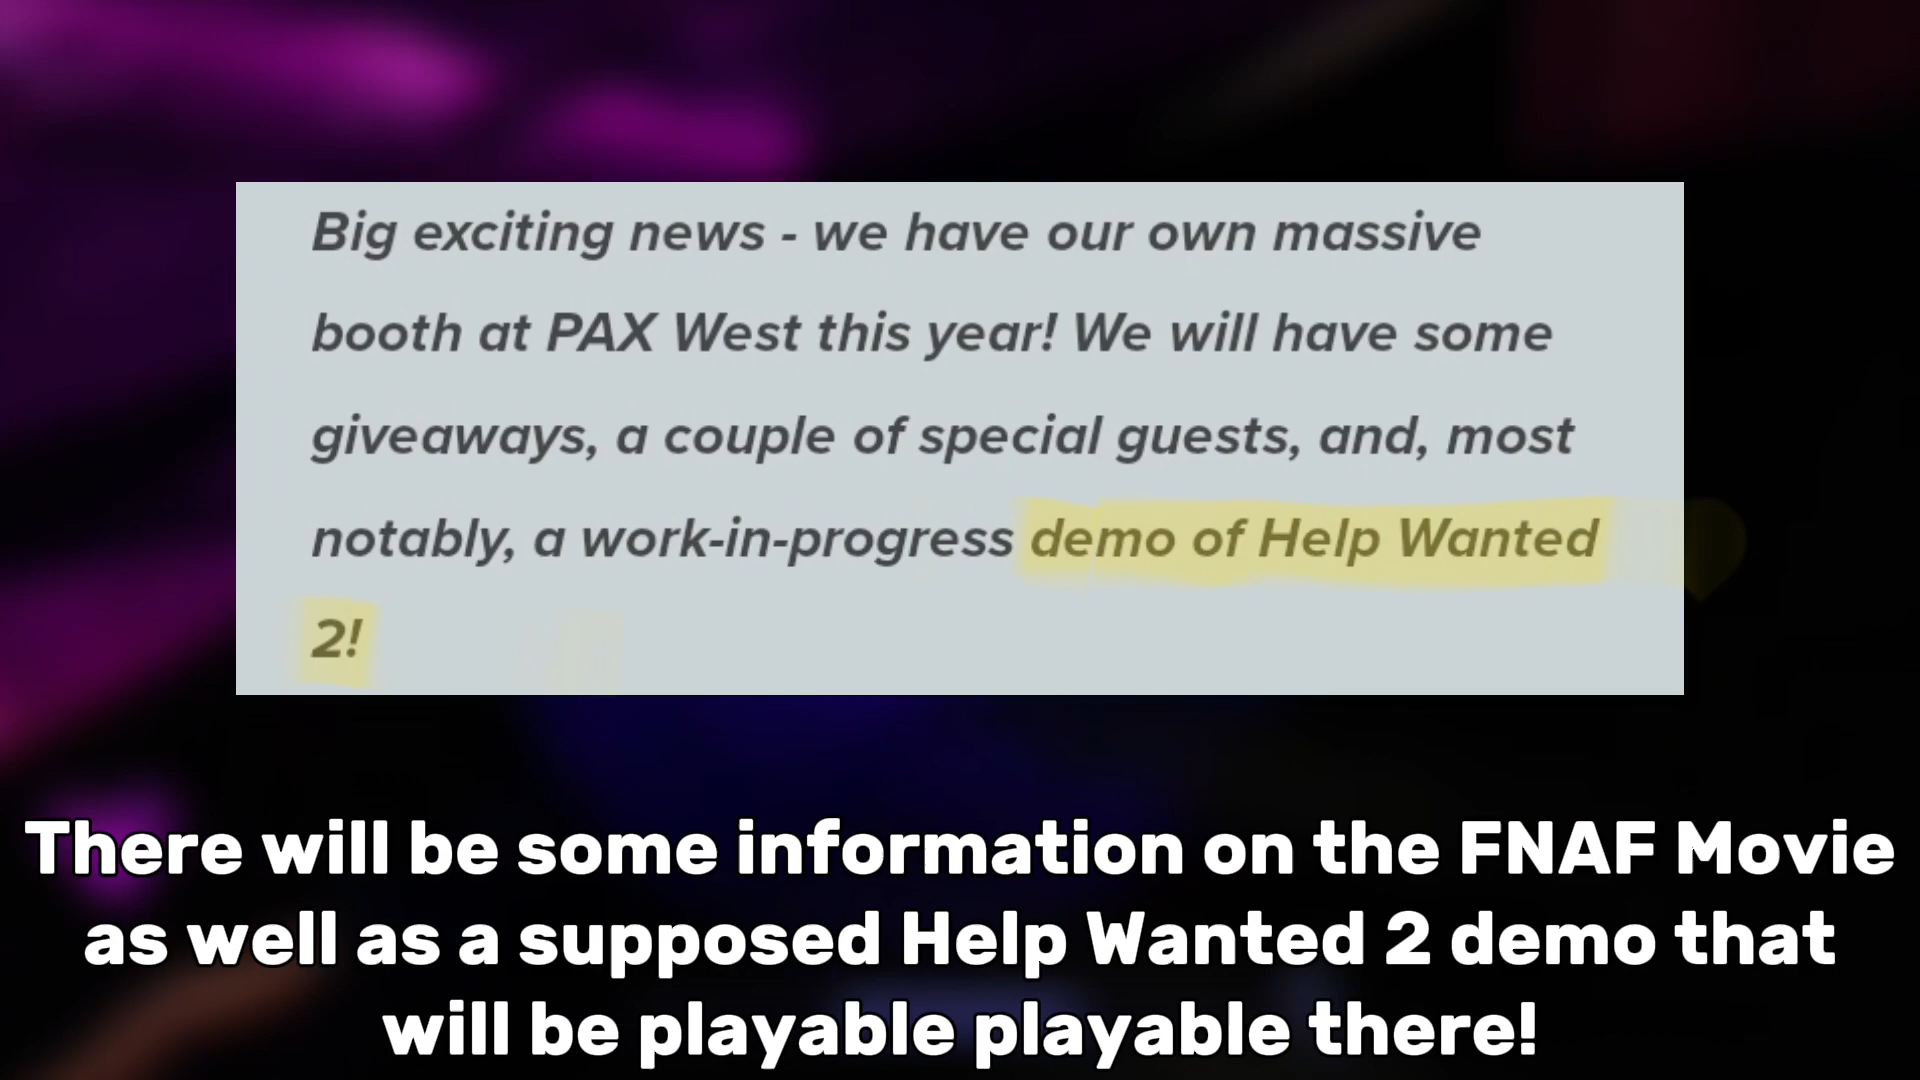 Big exciting news - we have our own massive
booth at PAX West this year! We will have some
giveaways, a couple of special guests, and, most
notably, a work-in-progress demo of Help Wanted
2!
There will be some information on the FNAF Movie
as well as a supposed Help Wanted 2 demo that
will be playable playable there!